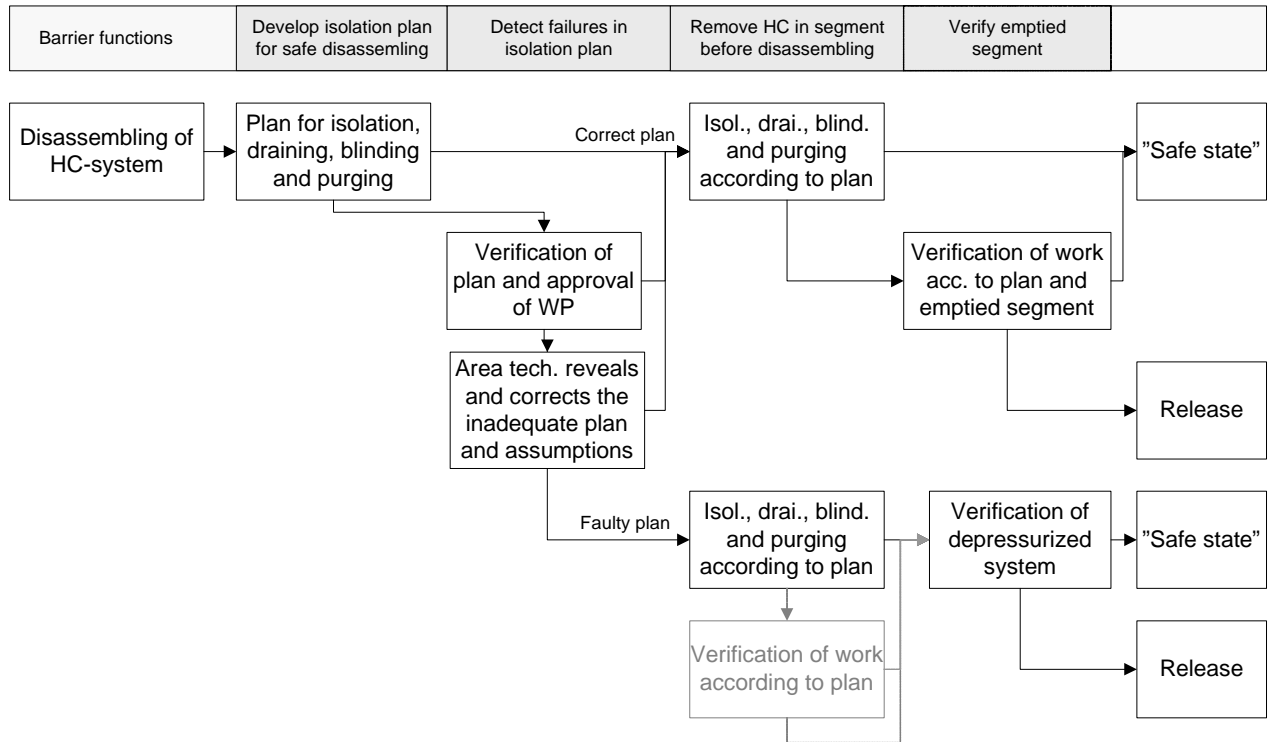 Barrier functions
Develop isolation plan
for safe disassemling
Detect failures in
isolation plan
Remove HC in segment
before disassembling
Verify emptied
segment
Disassembling of
HC-system
Plan for isolation,
draining, blinding
and purging
Correct plan
Isol., drai., blind.
and purging
according to plan
"Safe state"
Verification of
plan and approval
of WP
Verification of work
acc. to plan and
emptied segment
Area tech. reveals
and corrects the
inadequate plan
and assumptions
Release
Faulty plan
Isol., drai., blind.
and purging
according to plan
Verification of
depressurized
system
"Safe state"
Verification of work
according to plan
Release